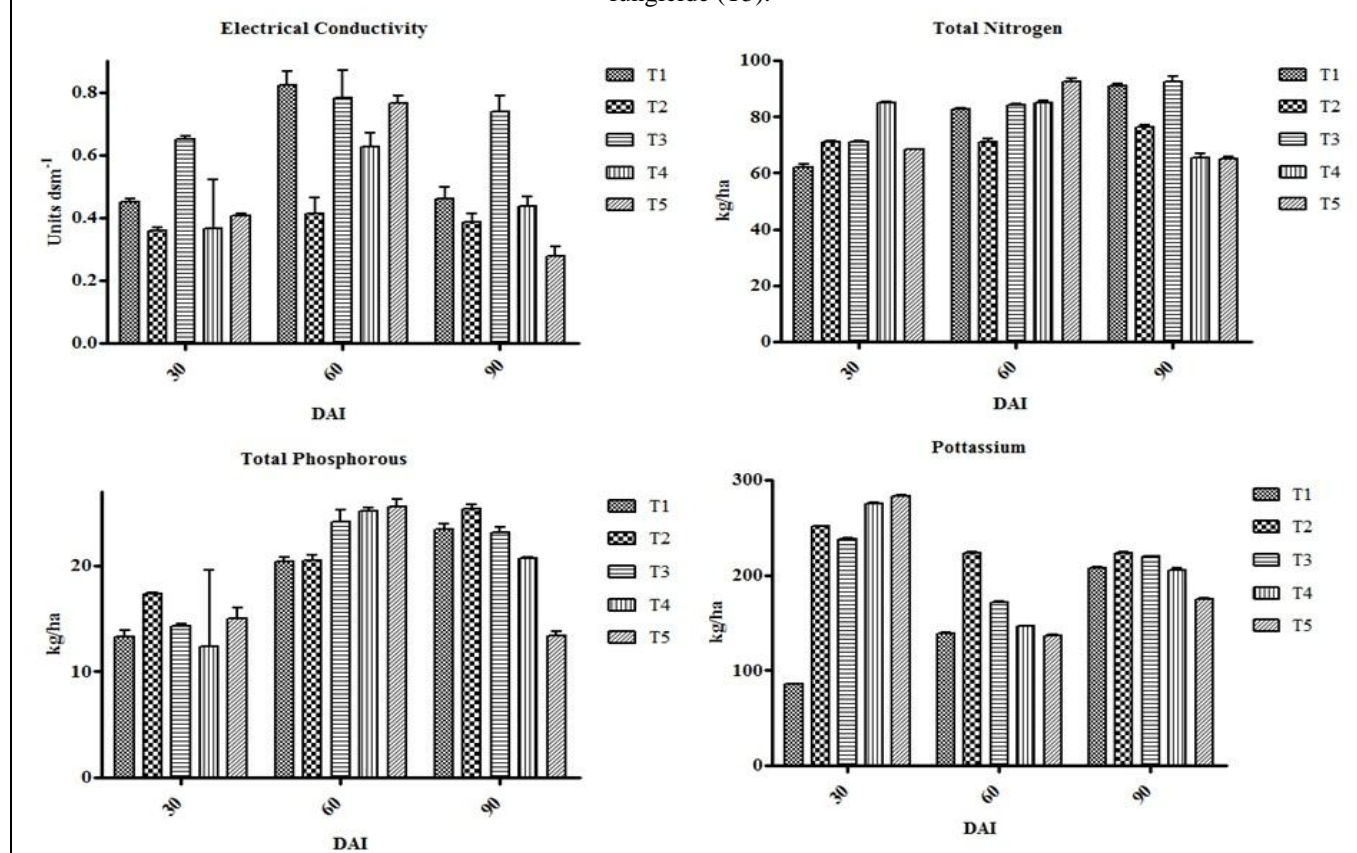 fungicide (T5).
Electrical Conductivity
Units dsm-1
0.8
0.6
0.4
0.2
0.0
30
60
90
DAI
T1
T2
T3
T4
T5
Total Nitrogen
kg/ha
100
80
60
40
20
0
30
60
90
DAI
T1
T2
T3
T4
T5
Total Phosphorous
kg/ha
20
10
0
30
60
90
DAI
T1
T2
T3
T4
T5
Pottassium
kg/ha
300
200
100
0
30
60
90
DAI
T1
T2
T3
T4
T5